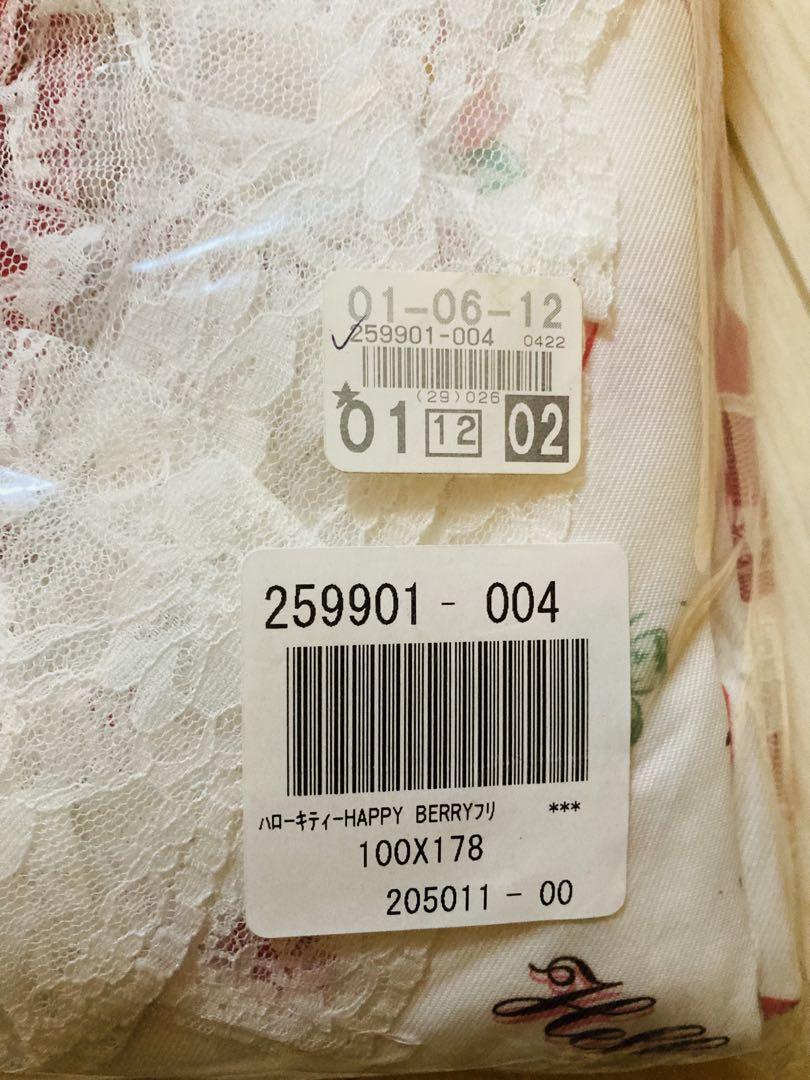 01-06-12
259901-004 0422
(29)026
★01 12 02
259901 - 004
ﾊﾛｰｷﾃｨｰHAPPY BERRYﾌﾘ ***
100X178
205011 - 00
Hello